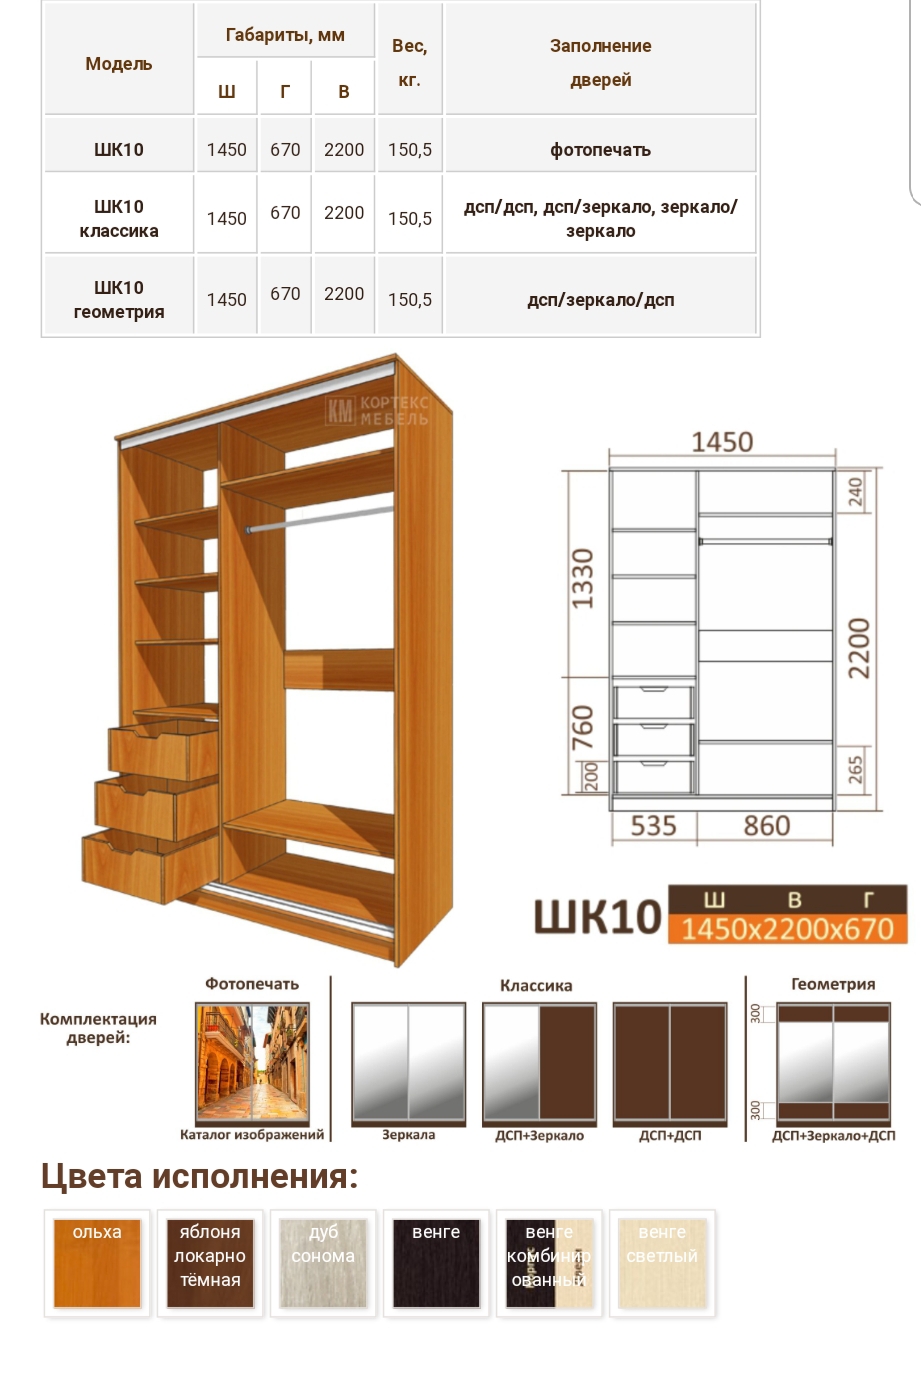 Модель
Габариты, мм
Вес,
кг.
Заполнение
дверей
Ш
Г
В
ШК10
1450
670
2200
150,5
фотопечать
ШК10
классика
1450
670
2200
150,5
дсп/дсп, дсп/зеркало, зеркало/
зеркало
ШК10
геометрия
1450
670
2200
150,5
дсп/зеркало/дсп
КМ
КОРТЕКС
МЕБЕЛЬ
1450
240
1330
2200
760
200
265
535
860
ШК10
Ш В Г
1450х2200х670
Комплектация
дверей:
Фотопечать
Каталог изображений
Классика
Зеркала
ДСП+Зеркало
ДСП+ДСП
Геометрия
300
300
ДСП+Зеркало+ДСП
Цвета исполнения:
ольха
яблоня
локарно
тёмная
дуб
сонома
венге
венге
комбинир
ованный
венге
светлый